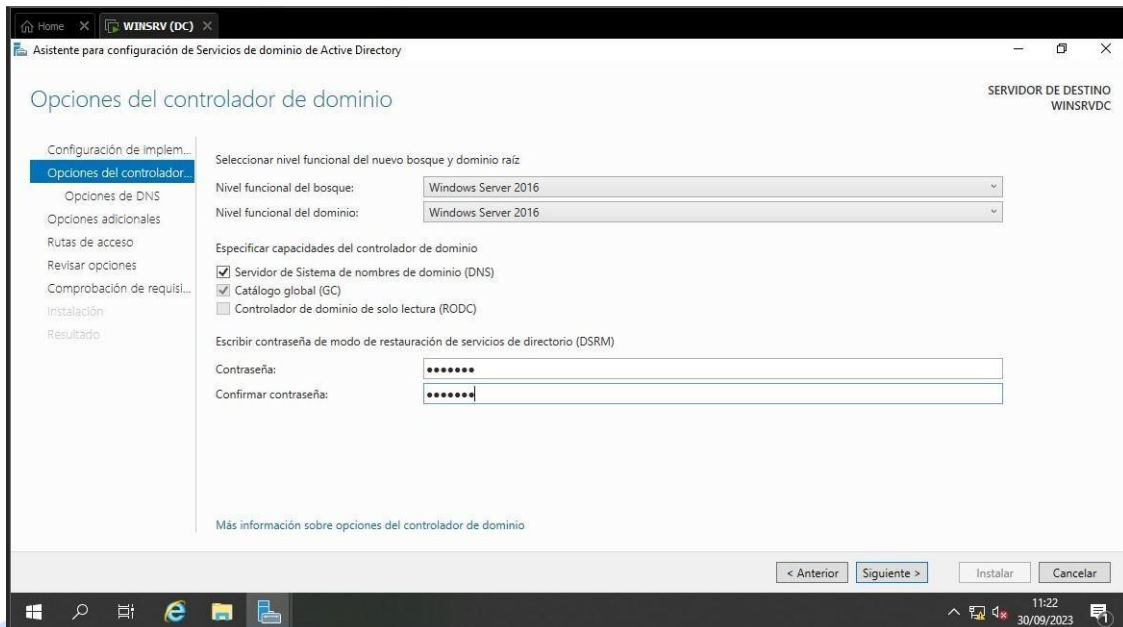 Home
WINSRV (DC)
Asistente para configuración de Servicios de dominio de Active Directory
Opciones del controlador de dominio
SERVIDOR DE DESTINO
WINSRVDC
Configuración de implem...
Opciones del controlador...
Opciones de DNS
Opciones adicionales
Rutas de acceso
Revisar opciones
Comprobación de requisi...
Instalación
Resultado
Seleccionar nivel funcional del nuevo bosque y dominio raíz
Nivel funcional del bosque: Windows Server 2016
Nivel funcional del dominio: Windows Server 2016
Especificar capacidades del controlador de dominio
Servidor de Sistema de nombres de dominio (DNS)
Catálogo global (GC)
Controlador de dominio de solo lectura (RODC)
Escribir contraseña de modo de restauración de servicios de directorio (DSRM)
Contraseña: •••••••
Confirmar contraseña: •••••••
Más información sobre opciones del controlador de dominio
< Anterior Siguiente > Instalar Cancelar
11:22
30/09/2023
1